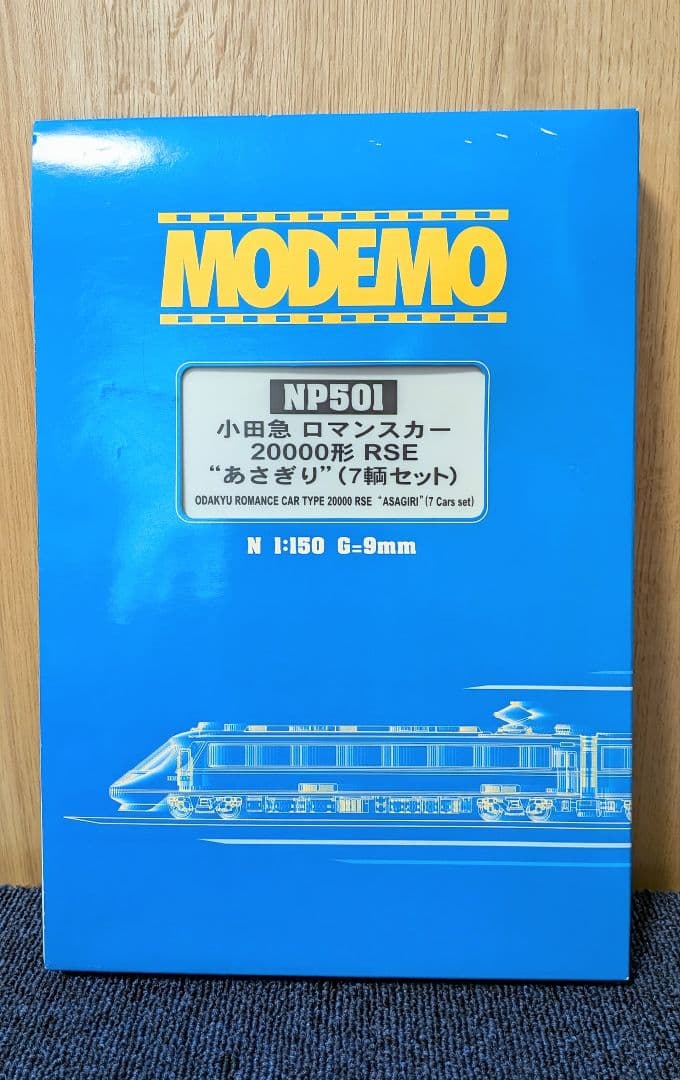 MODEMO
NP501
小田急 ロマンスカー
20000形 RSE
“あさぎり”(7輌セット)
ODAKYU ROMANCE CAR TYPE 20000 RSE “ASAGIRI”(7 Cars set)
N 1:150 G=9mm